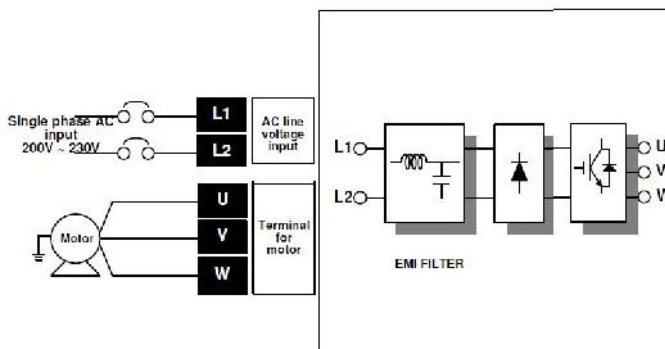 Single phase AC
input
200V ~ 230V
L1
L2
AC line
voltage
input
Motor
U
V
W
Terminal
for
motor
L1
L2
EMI FILTER
U
V
W